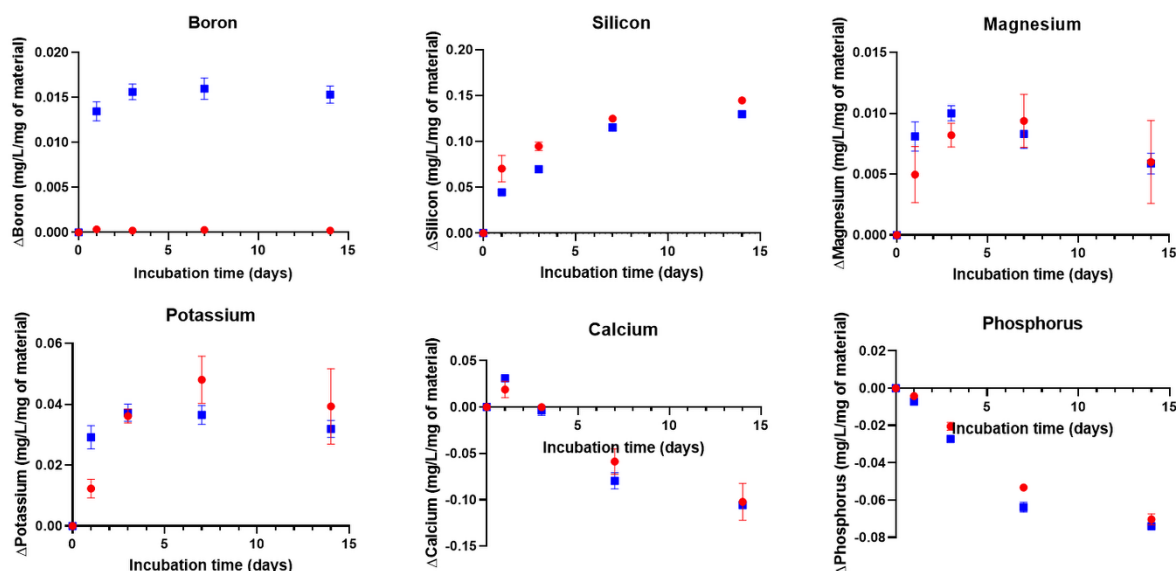 Boron
ΔBoron (mg/L/mg of material)
0.020
0.015
0.010
0.005
0.000
0 5 10 15
Incubation time (days)
Silicon
ΔSilicon (mg/L/mg of material)
0.20
0.15
0.10
0.05
0.00
0 5 10 15
Incubation time (days)
Magnesium
ΔMagnesium (mg/L/mg of material)
0.015
0.010
0.005
0.000
0 5 10 15
Incubation time (days)
Potassium
ΔPotassium (mg/L/mg of material)
0.06
0.04
0.02
0.00
0 5 10 15
Incubation time (days)
Calcium
ΔCalcium (mg/L/mg of material)
0.05
0.00
-0.05
-0.10
-0.15
5 10 15
Incubation time (days)
Phosphorus
ΔPhosphorus (mg/L/mg of material)
0.02
0.00
-0.02
-0.04
-0.06
-0.08
5 10 15
Incubation time (days)